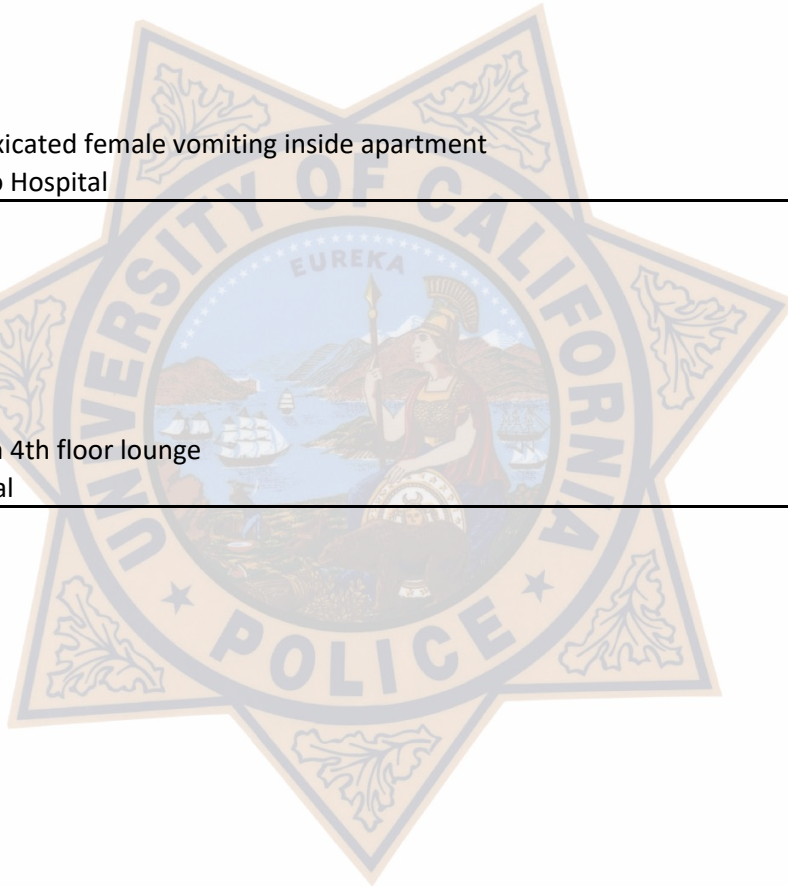 xicated female vomiting inside apartment
o Hospital
UNIVERSITY OF CALIFORNIA
EUREKA
n 4th floor lounge
al
POLICE